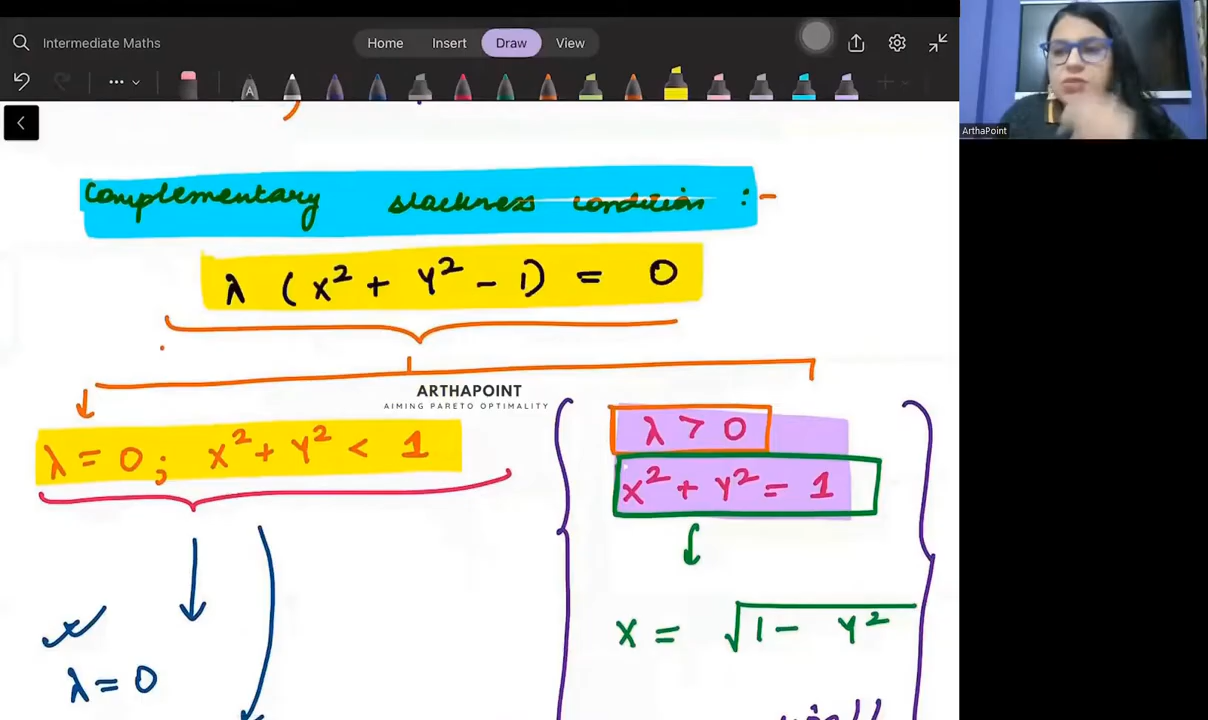 Intermediate Maths
Home Insert Draw View
A
ArthaPoint
Complementary slackness condition :-
λ (x² + y² - 1) = 0
ARTHAPOINT
AIMING PARETO OPTIMALITY
λ = 0; x² + y² < 1
λ > 0
x² + y² = 1
x = √1 - y²
λ = 0